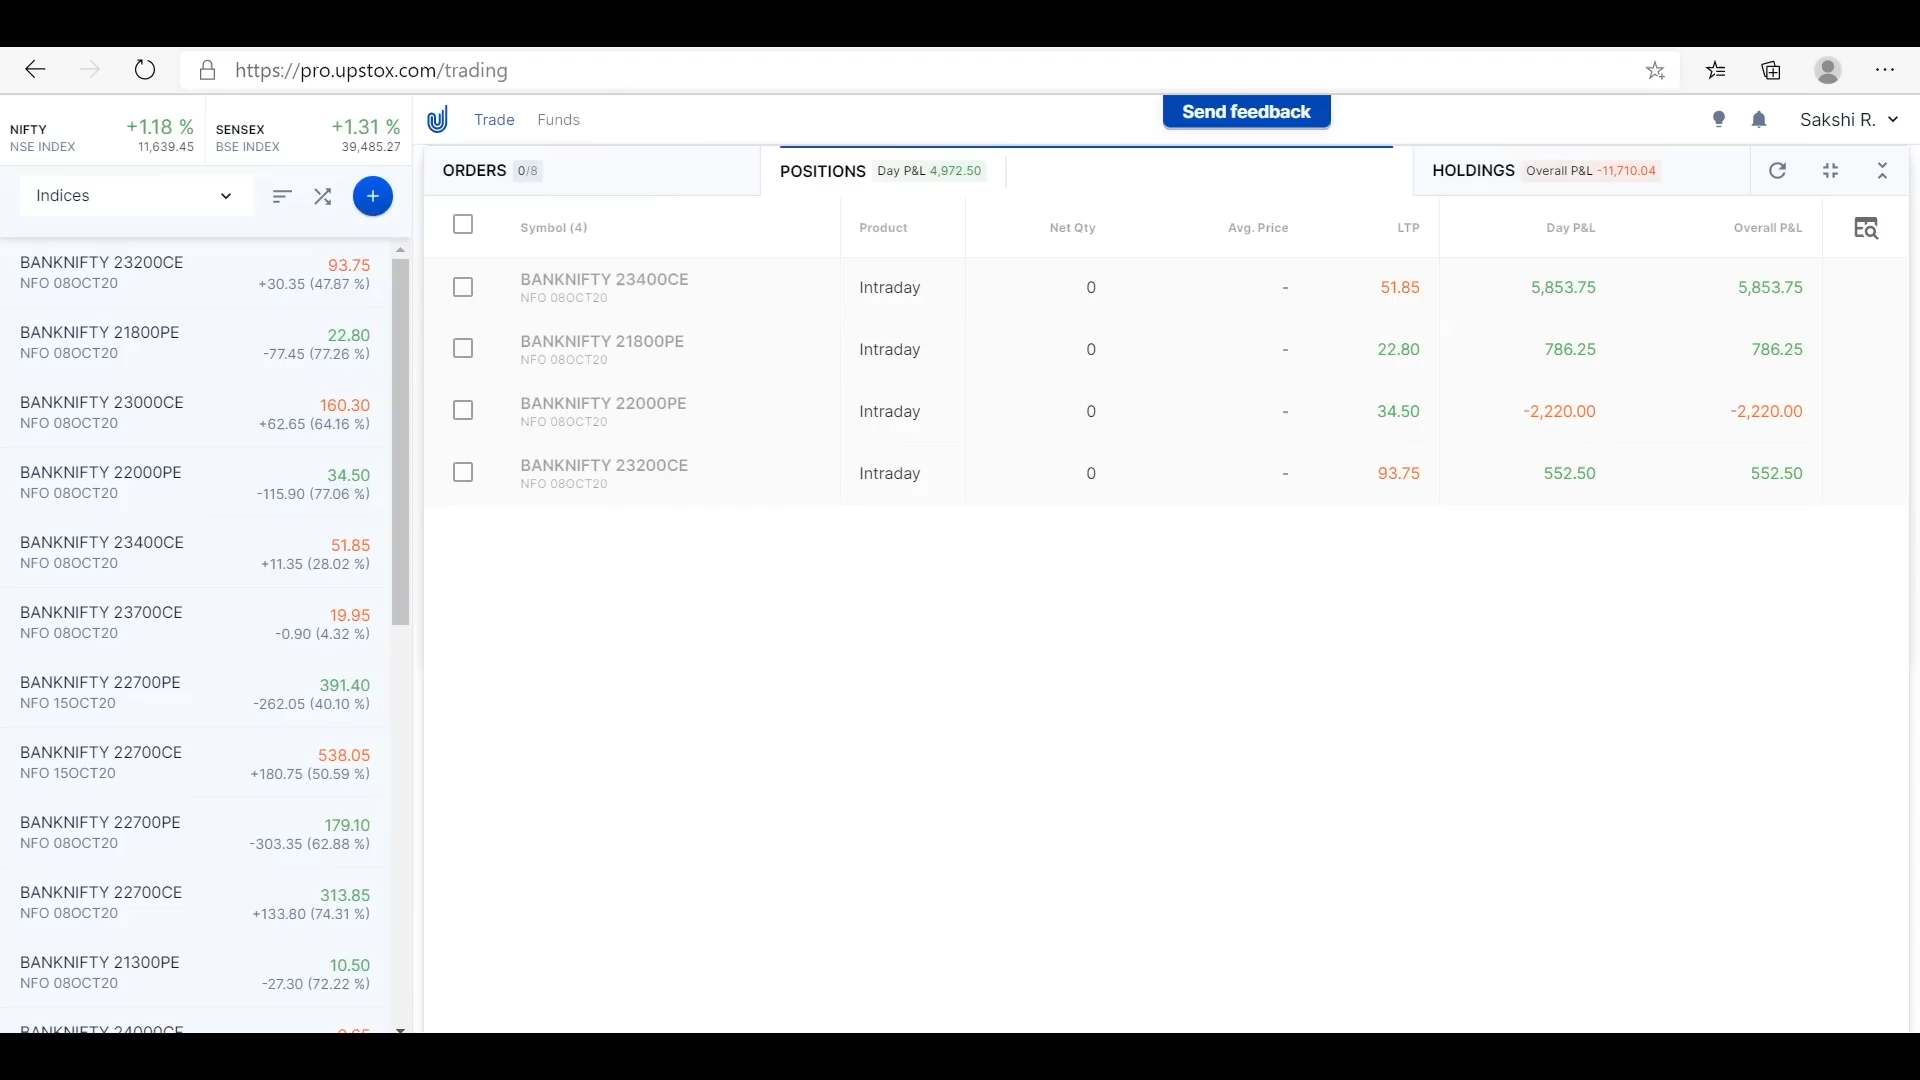 https://pro.upstox.com/trading
NIFTY +1.18 %
NSE INDEX 11,639.45
SENSEX +1.31 %
BSE INDEX 39,485.27
Trade Funds
Send feedback
Sakshi R.
Indices
+
ORDERS 0/8
POSITIONS Day P&L 4,972.50
HOLDINGS Overall P&L -11,710.04
BANKNIFTY 23200CE 93.75
NFO 08OCT20 +30.35 (47.87 %)
BANKNIFTY 21800PE 22.80
NFO 08OCT20 -77.45 (77.26 %)
BANKNIFTY 23000CE 160.30
NFO 08OCT20 +62.65 (64.16 %)
BANKNIFTY 22000PE 34.50
NFO 08OCT20 -115.90 (77.06 %)
BANKNIFTY 23400CE 51.85
NFO 08OCT20 +11.35 (28.02 %)
BANKNIFTY 23700CE 19.95
NFO 08OCT20 -0.90 (4.32 %)
BANKNIFTY 22700PE 391.40
NFO 15OCT20 -262.05 (40.10 %)
BANKNIFTY 22700CE 538.05
NFO 15OCT20 +180.75 (50.59 %)
BANKNIFTY 22700PE 179.10
NFO 08OCT20 -303.35 (62.88 %)
BANKNIFTY 22700CE 313.85
NFO 08OCT20 +133.80 (74.31 %)
BANKNIFTY 21300PE 10.50
NFO 08OCT20 -27.30 (72.22 %)
BANKNIFTY 24000CE
Symbol (4) Product Net Qty Avg. Price LTP Day P&L Overall P&L
BANKNIFTY 23400CE Intraday 0 - 51.85 5,853.75 5,853.75
NFO 08OCT20
BANKNIFTY 21800PE Intraday 0 - 22.80 786.25 786.25
NFO 08OCT20
BANKNIFTY 22000PE Intraday 0 - 34.50 -2,220.00 -2,220.00
NFO 08OCT20
BANKNIFTY 23200CE Intraday 0 - 93.75 552.50 552.50
NFO 08OCT20